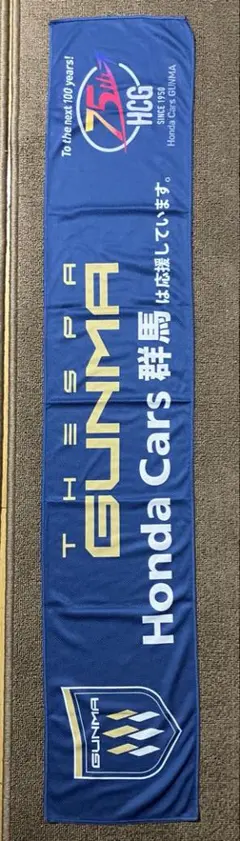 GUNMA
THESPA
GUNMA
Honda Cars 群馬 は応援しています。
To the next 100 years!
75th
HCG
SINCE 1950
Honda Cars GUNMA